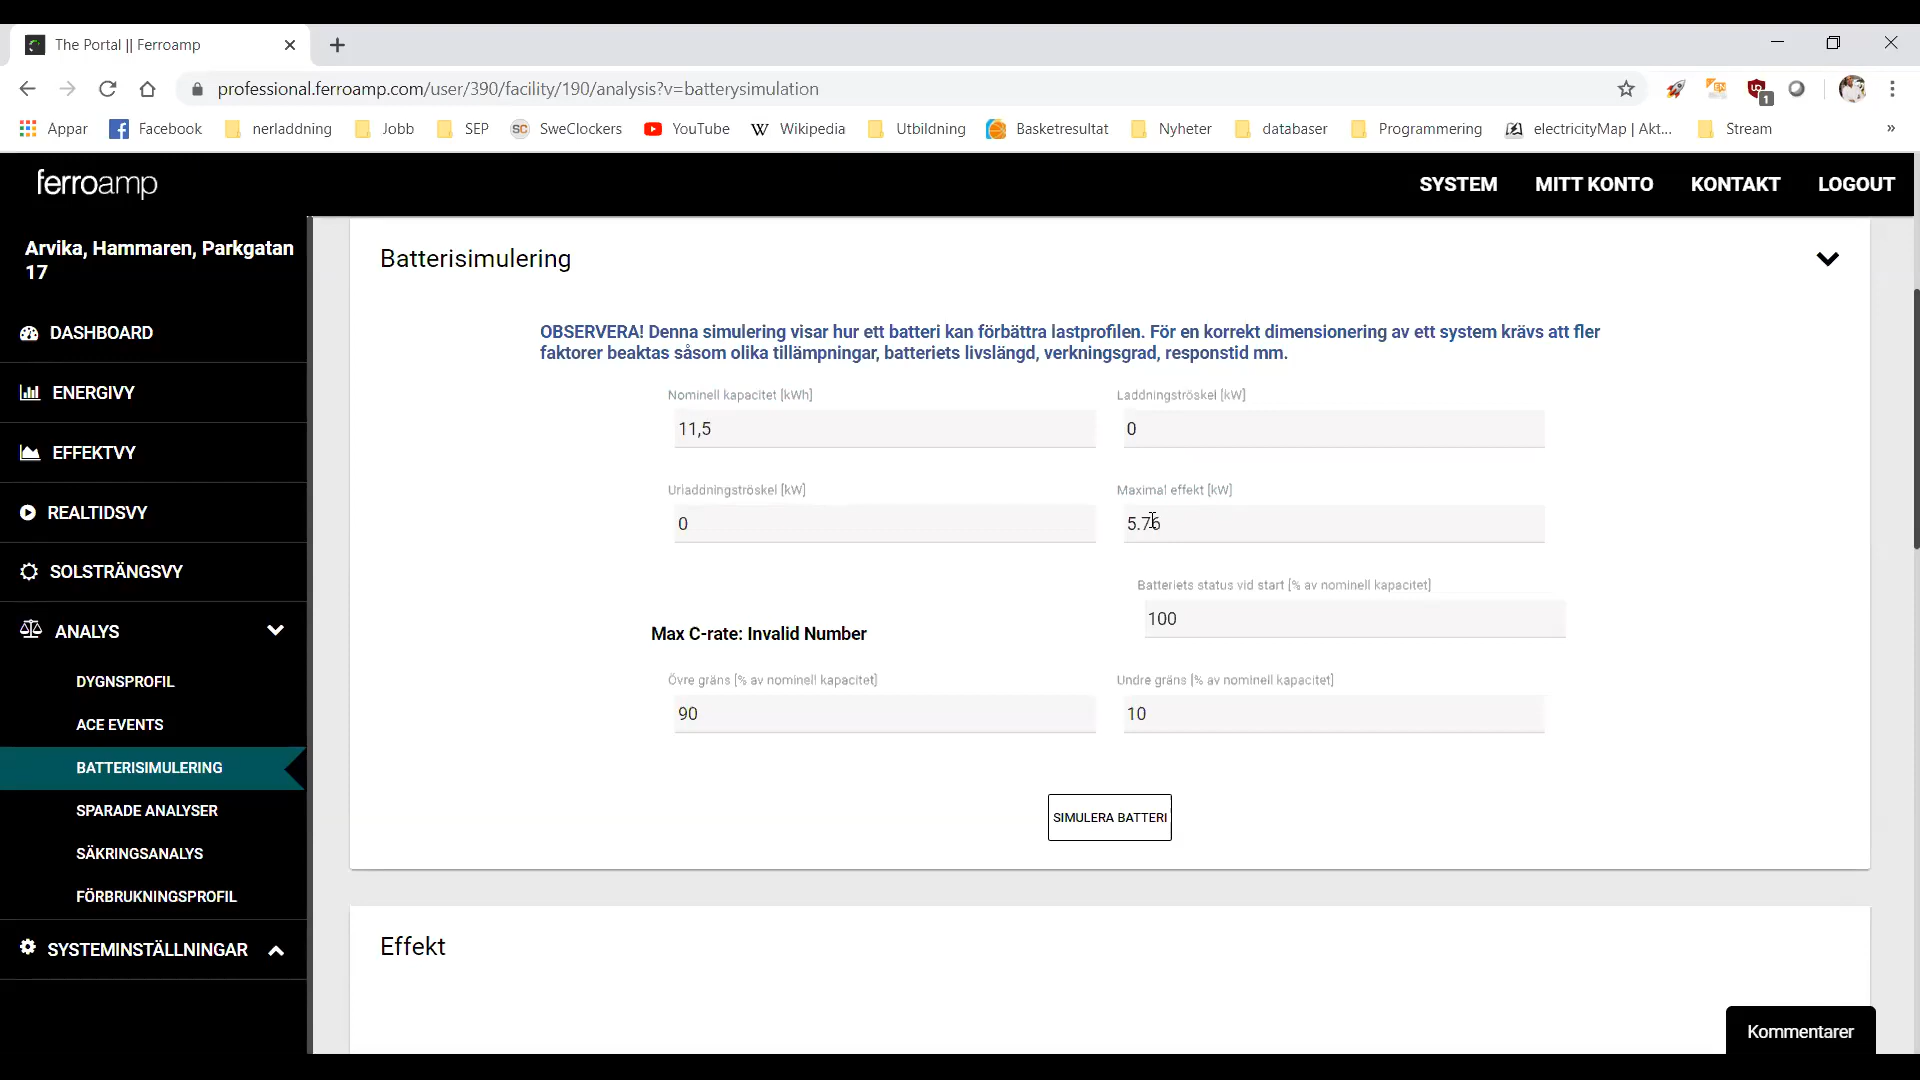 The Portal || Ferroamp
professional.ferroamp.com/user/390/facility/190/analysis?v=batterysimulation
Appar
Facebook
nerladdning
Jobb
SEP
SweClockers
YouTube
Wikipedia
Utbildning
Basketresultat
Nyheter
databaser
Programmering
electricityMap | Akt...
Stream
»
ferroamp
SYSTEM
MITT KONTO
KONTAKT
LOGOUT
Arvika, Hammaren, Parkgatan
17
DASHBOARD
ENERGIVY
EFFEKTVY
REALTIDSVY
SOLSTRÄNGSVY
ANALYS
DYGNSPROFIL
ACE EVENTS
BATTERISIMULERING
SPARADE ANALYSER
SÄKRINGSANALYS
FÖRBRUKNINGSPROFIL
SYSTEMINSTÄLLNINGAR
Batterisimulering
OBSERVERA! Denna simulering visar hur ett batteri kan förbättra lastprofilen. För en korrekt dimensionering av ett system krävs att fler
faktorer beaktas såsom olika tillämpningar, batteriets livslängd, verkningsgrad, responstid mm.
Nominell kapacitet [kWh]
11,5
Laddningströskel [kW]
0
Urladdningströskel [kW]
0
Maximal effekt [kW]
5.76
Batteriets status vid start [% av nominell kapacitet]
100
Max C-rate: Invalid Number
Övre gräns [% av nominell kapacitet]
90
Undre gräns [% av nominell kapacitet]
10
SIMULERA BATTERI
Effekt
Kommentarer